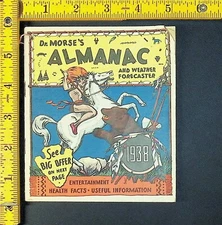 DR. MORSE'S
ALMANAC
AND WEATHER
FORECASTER
See
BIG OFFER
ON NEXT
PAGE
1938
ENTERTAINMENT
HEALTH FACTS · USEFUL INFORMATION